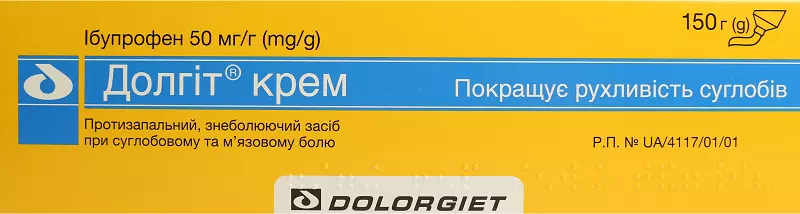 Ібупрофен 50 мг/г (mg/g)
150 г (g)
Долгіт® крем
Покращує рухливість суглобів
Протизапальний, знеболюючий засіб
при суглобовому та м'язовому болю
Р.П. № UA/4117/01/01
DOLORGIET